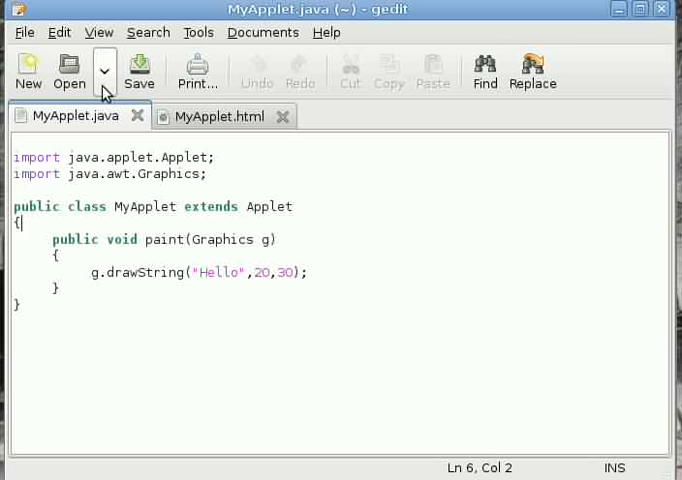 MyApplet.java (~) - gedit
File Edit View Search Tools Documents Help
New Open Save Print... Undo Redo Cut Copy Paste Find Replace
MyApplet.java MyApplet.html
import java.applet.Applet;
import java.awt.Graphics;
public class MyApplet extends Applet
{
public void paint(Graphics g)
{
g.drawString("Hello",20,30);
}
}
Ln 6, Col 2 INS